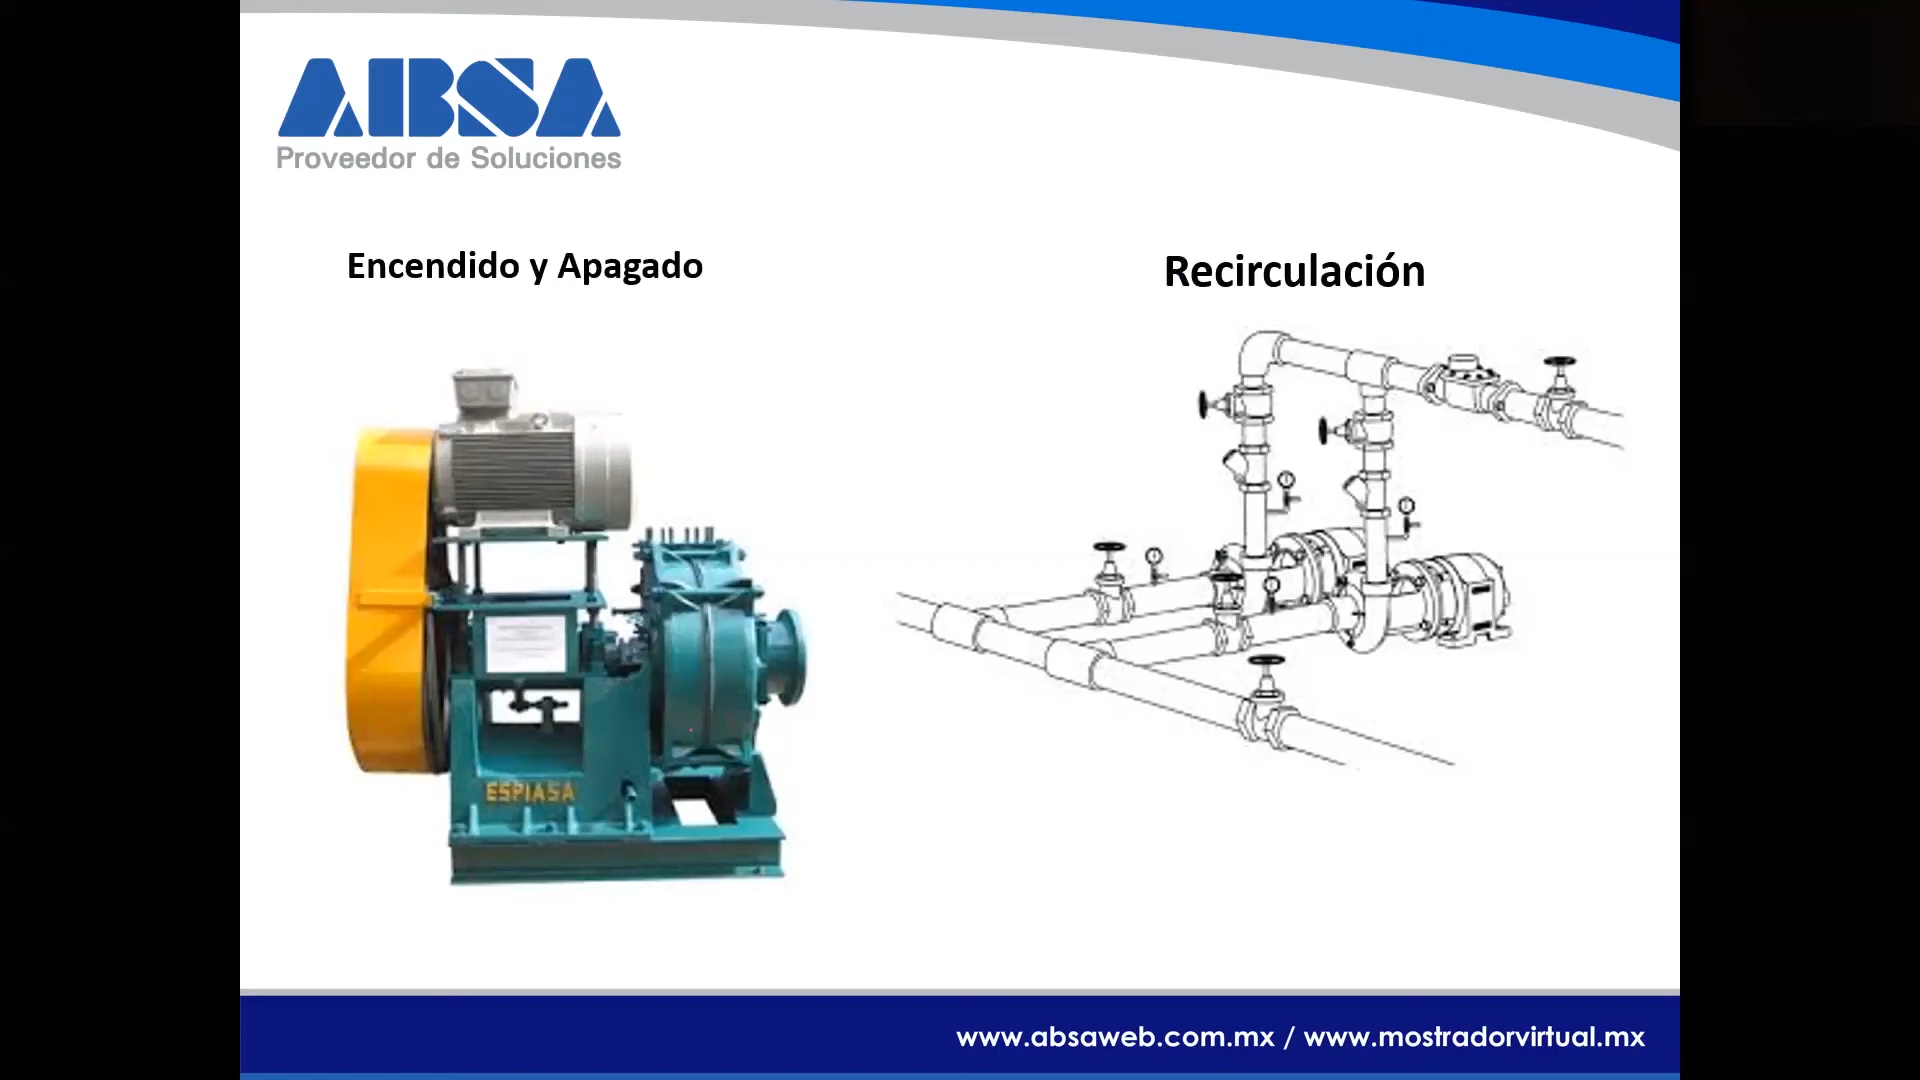 ABSA
Proveedor de Soluciones
Encendido y Apagado
Recirculación
ESPIASA
www.absaweb.com.mx / www.mostradorvirtual.mx